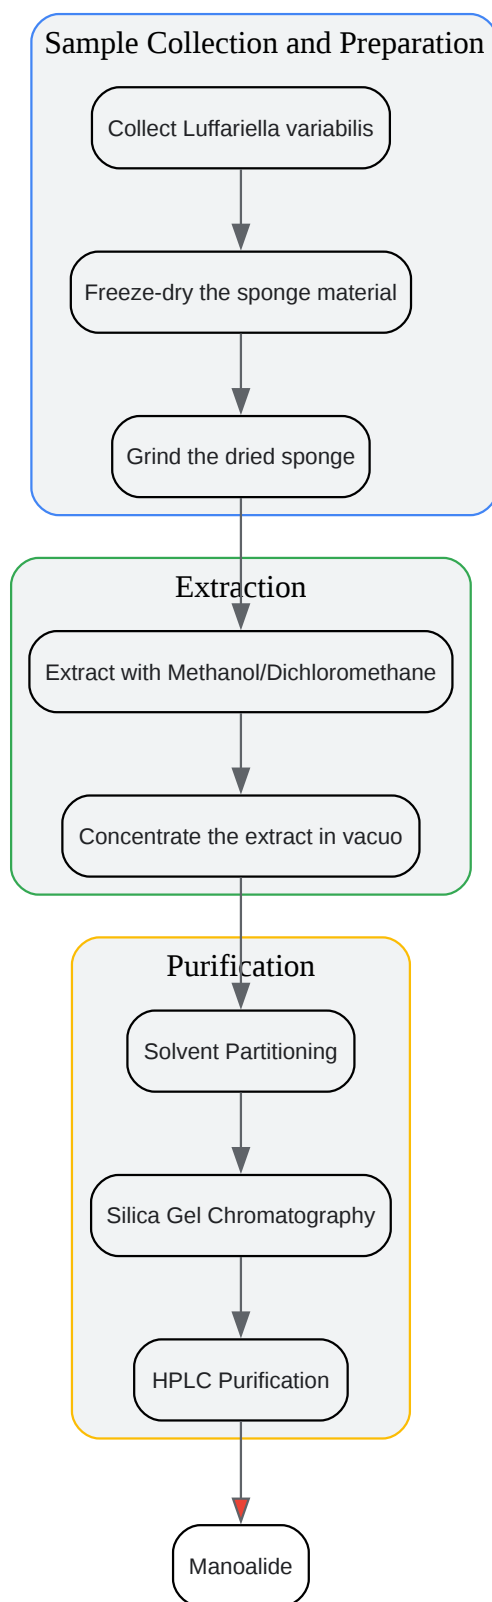 Sample Collection and Preparation
Collect Luffariella variabilis
Freeze-dry the sponge material
Grind the dried sponge
Extraction
Extract with Methanol/Dichloromethane
Concentrate the extract in vacuo
Purification
Solvent Partitioning
Silica Gel Chromatography
HPLC Purification
Manoalide